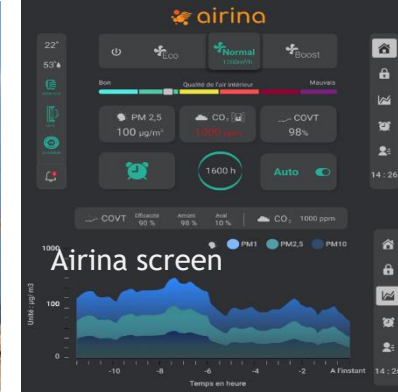 airina
22°
53°
Eco
Normal
1200m³/h
Boost
Bon
Qualité de l'air intérieur
Mauvais
PM 2,5
100 µg/m³
CO₂
1000 ppm
COVT
98%
1600 h
Auto
14:26
COVT
Efficacité
90 %
Amont
98 %
Aval
10 %
CO₂ 1000 ppm
PM1
PM2,5
PM10
Airina screen
Unité : µg/m3
1000
100
0
-10
-8
-6
-4
-2
A l'instant
Temps en heure
14:26